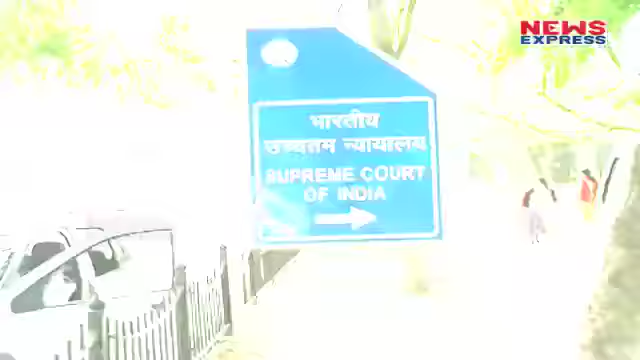 NEWS
EXPRESS
भारतीय
उच्चतम न्यायालय
SUPREME COURT
OF INDIA